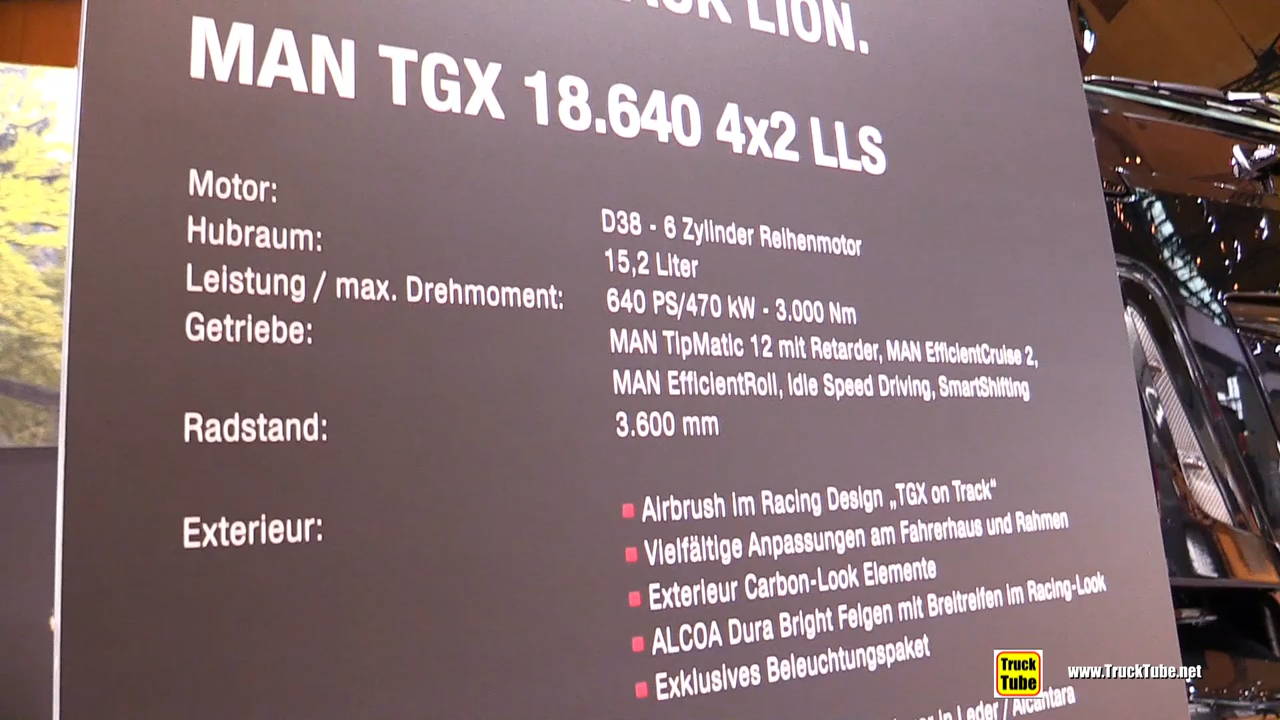 LION.
MAN TGX 18.640 4x2 LLS
Motor: D38 - 6 Zylinder Reihenmotor
Hubraum: 15,2 Liter
Leistung / max. Drehmoment: 640 PS/470 kW - 3.000 Nm
Getriebe: MAN TipMatic 12 mit Retarder, MAN EfficientCruise 2,
MAN EfficientRoll, Idle Speed Driving, SmartShifting
Radstand: 3.600 mm
Exterieur: Airbrush im Racing Design „TGX on Track“
Vielfältige Anpassungen am Fahrerhaus und Rahmen
Exterieur Carbon-Look Elemente
ALCOA Dura Bright Felgen mit Breitreifen im Racing-Look
Exklusives Beleuchtungspaket
in Leder / Alcantara
Truck
Tube
www.TruckTube.net